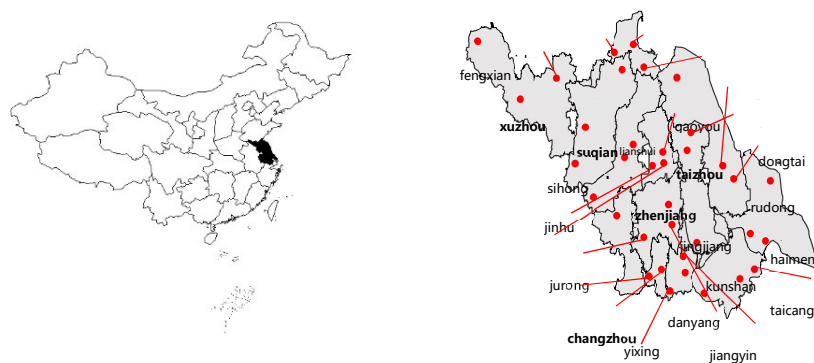 fengxian
xuzhou
qaoyou
suqian lianshui
dongtai
taizhou
sihong
rudong
zhenjiang
jinhu
jingjiang
haimen
jurong
kunshan
taicang
danyang
changzhou
yixing
jiangyin